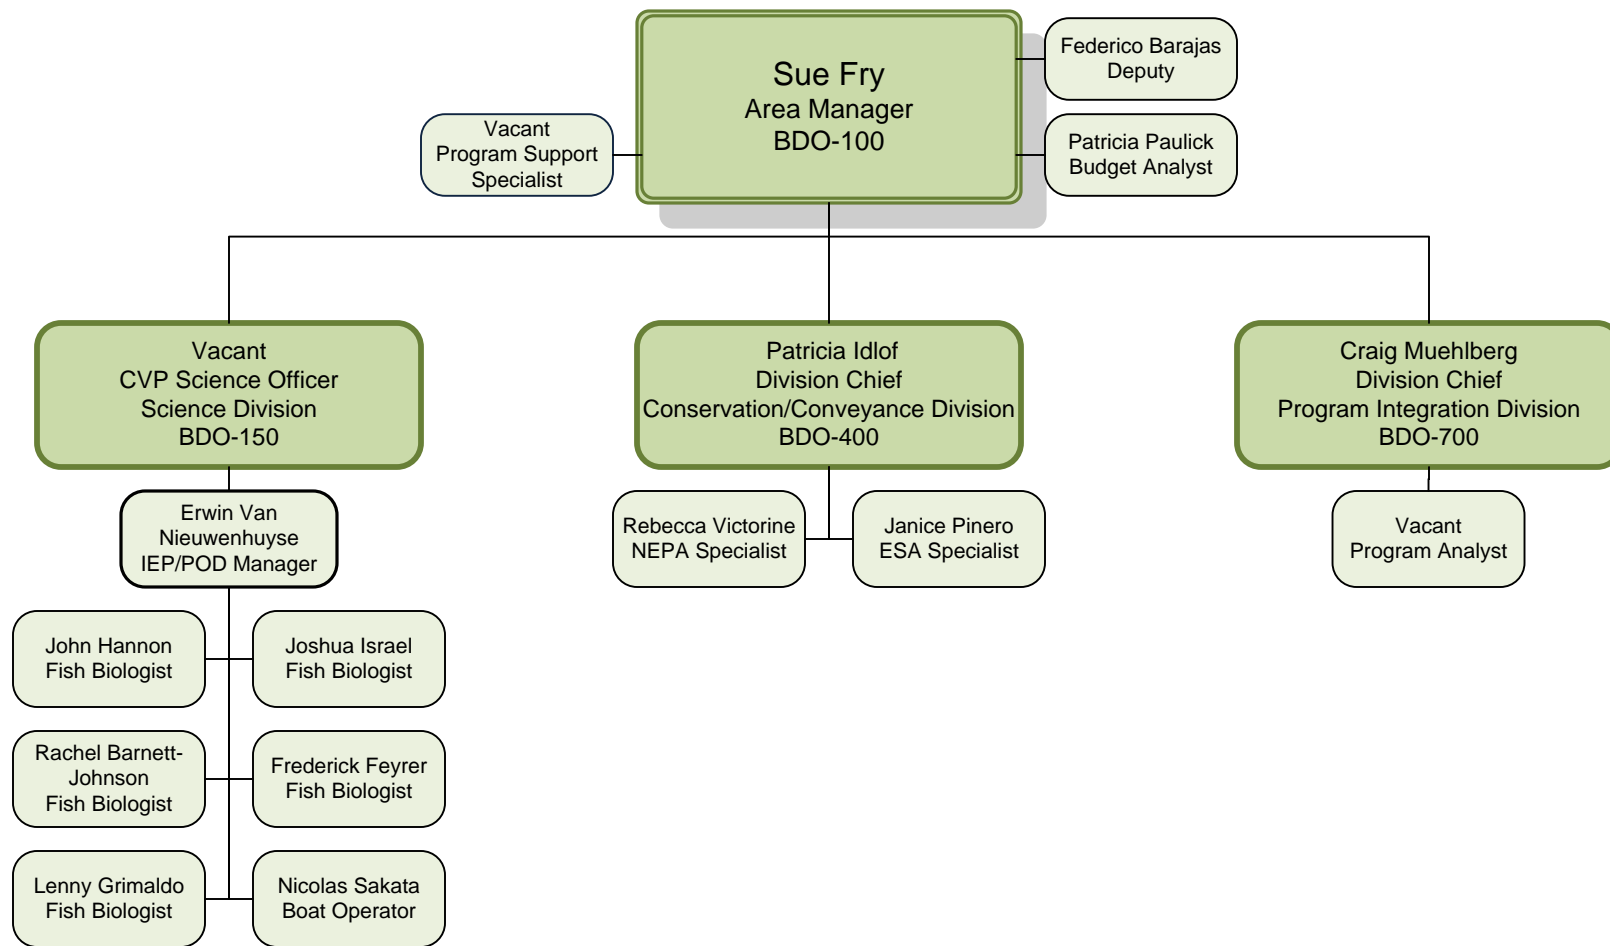 Sue Fry
Area Manager
BDO-100
Federico Barajas
Deputy
Vacant
Program Support
Specialist
Patricia Paulick
Budget Analyst
Vacant
CVP Science Officer
Science Division
BDO-150
Patricia Idlof
Division Chief
Conservation/Conveyance Division
BDO-400
Craig Muehlberg
Division Chief
Program Integration Division
BDO-700
Erwin Van
Nieuwenhuyse
IEP/POD Manager
Rebecca Victorine
NEPA Specialist
Janice Pinero
ESA Specialist
Vacant
Program Analyst
John Hannon
Fish Biologist
Joshua Israel
Fish Biologist
Rachel Barnett-
Johnson
Fish Biologist
Frederick Feyrer
Fish Biologist
Lenny Grimaldo
Fish Biologist
Nicolas Sakata
Boat Operator